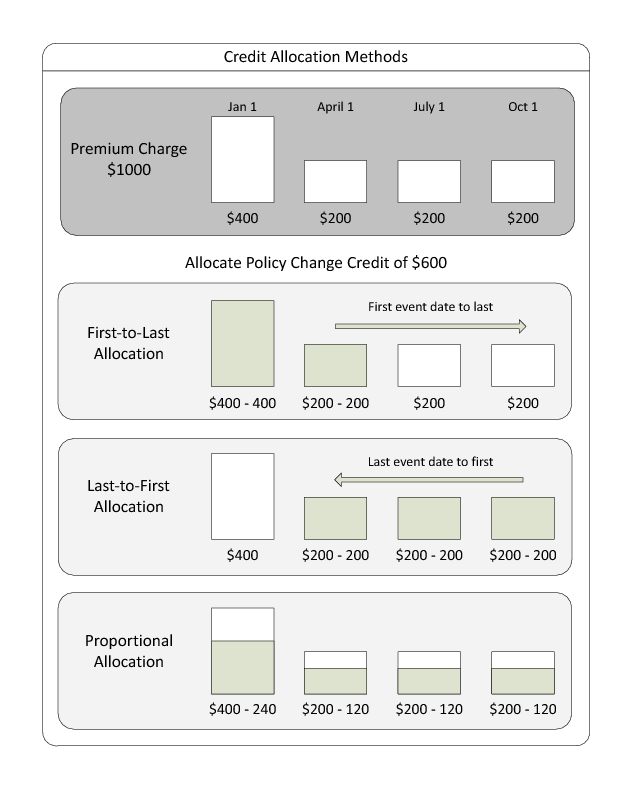 Credit Allocation Methods
Jan 1 April 1 July 1 Oct 1
Premium Charge
$1000
$400 $200 $200 $200
Allocate Policy Change Credit of $600
First event date to last
First-to-Last
Allocation
$400 - 400 $200 - 200 $200 $200
Last event date to first
Last-to-First
Allocation
$400 $200 - 200 $200 - 200 $200 - 200
Proportional
Allocation
$400 - 240 $200 - 120 $200 - 120 $200 - 120